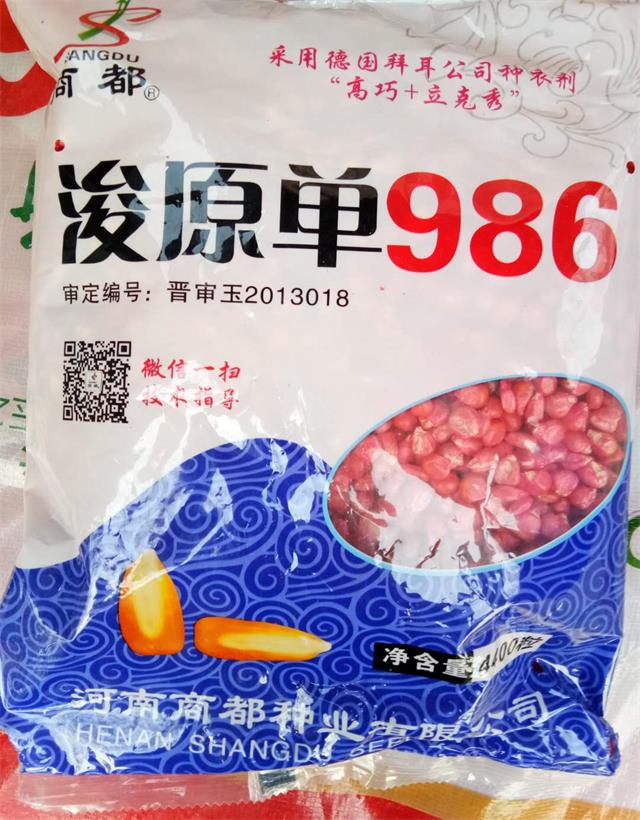 ANGDU
商都®
采用德国拜耳公司种衣剂
“高巧+立克秀”
浚原单986
审定编号：晋审玉2013018
微信一扫
技术指导
净含量 4400粒
河南商都种业有限公司
HENAN SHANGDU SEE